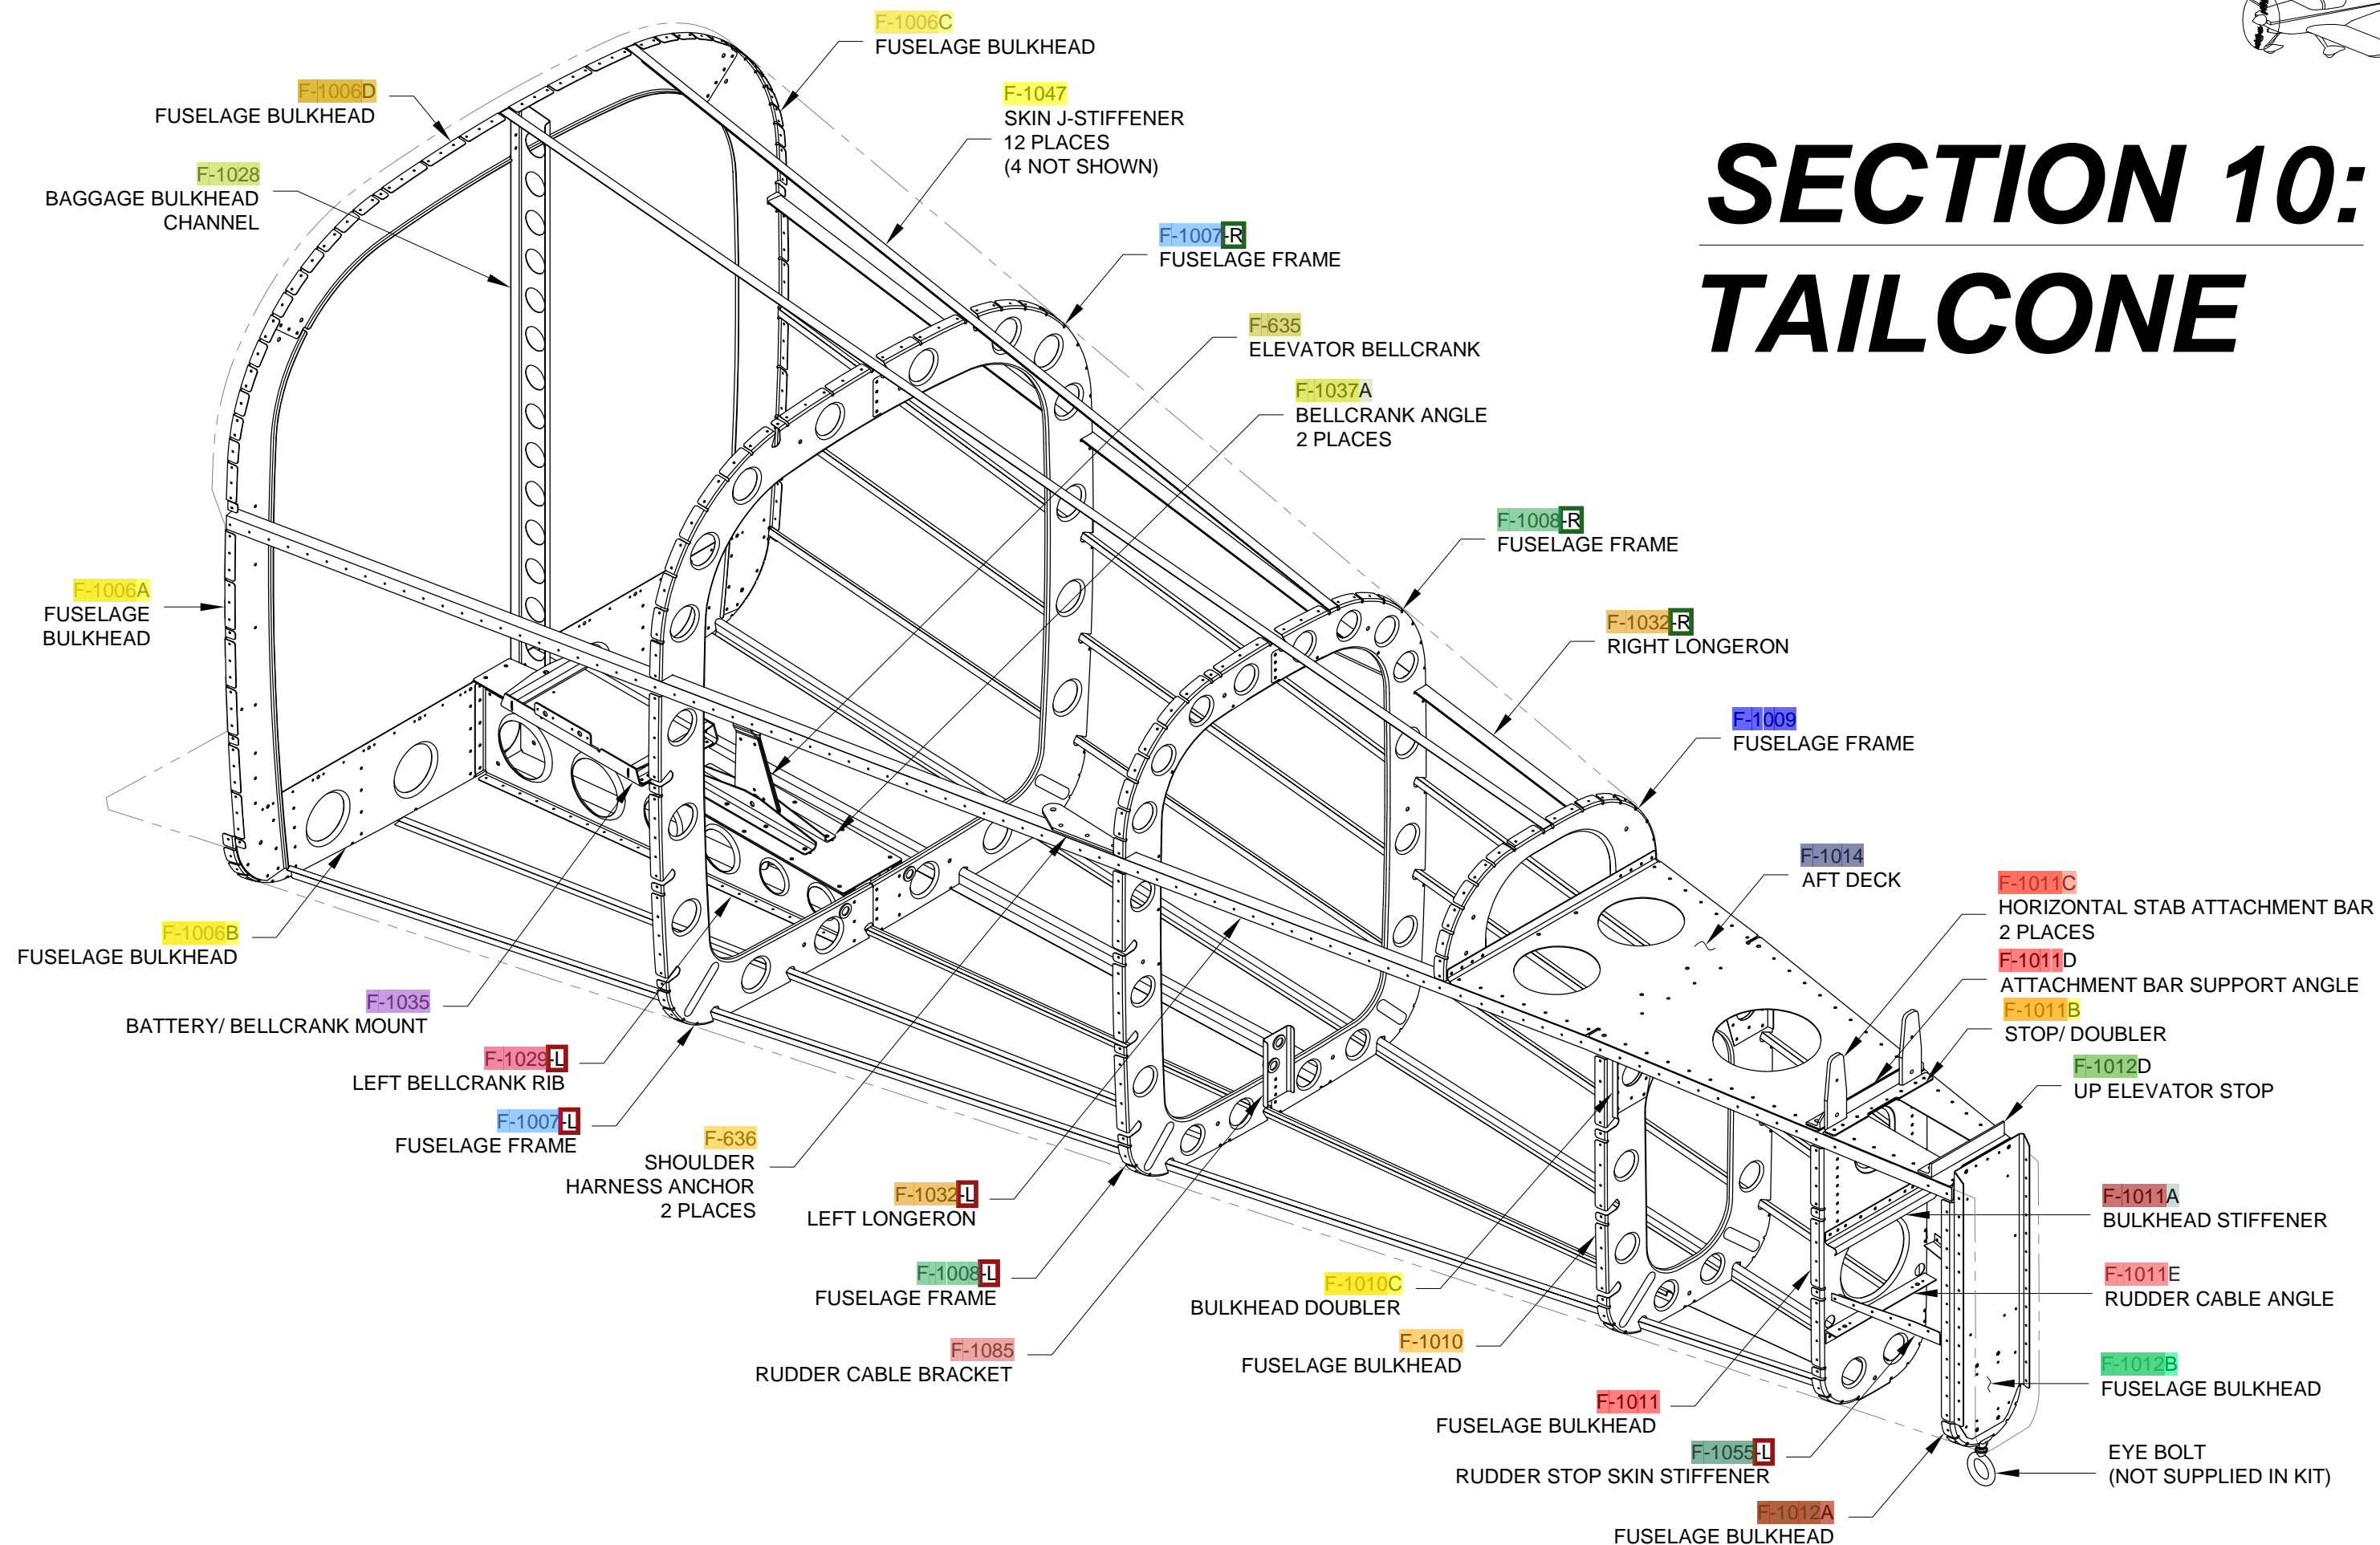 F-1006C
FUSELAGE BULKHEAD
F-1006D
FUSELAGE BULKHEAD
F-1047
SKIN J-STIFFENER
12 PLACES
(4 NOT SHOWN)
SECTION 10:
TAILCONE
F-1028
BAGGAGE BULKHEAD
CHANNEL
F-1007-R
FUSELAGE FRAME
F-635
ELEVATOR BELLCRANK
F-1037A
BELLCRANK ANGLE
2 PLACES
F-1008-R
FUSELAGE FRAME
F-1006A
FUSELAGE
BULKHEAD
F-1032-R
RIGHT LONGERON
F-1009
FUSELAGE FRAME
F-1014
AFT DECK
F-1011C
HORIZONTAL STAB ATTACHMENT BAR
2 PLACES
F-1011D
ATTACHMENT BAR SUPPORT ANGLE
F-1011B
STOP/ DOUBLER
F-1012D
UP ELEVATOR STOP
F-1006B
FUSELAGE BULKHEAD
F-1035
BATTERY/ BELLCRANK MOUNT
F-1029-L
LEFT BELLCRANK RIB
F-1007-L
FUSELAGE FRAME
F-636
SHOULDER
HARNESS ANCHOR
2 PLACES
F-1032-L
LEFT LONGERON
F-1008-L
FUSELAGE FRAME
F-1085
RUDDER CABLE BRACKET
F-1010C
BULKHEAD DOUBLER
F-1010
FUSELAGE BULKHEAD
F-1011
FUSELAGE BULKHEAD
F-1055-L
RUDDER STOP SKIN STIFFENER
F-1012A
FUSELAGE BULKHEAD
F-1011A
BULKHEAD STIFFENER
F-1011E
RUDDER CABLE ANGLE
F-1012B
FUSELAGE BULKHEAD
EYE BOLT
(NOT SUPPLIED IN KIT)